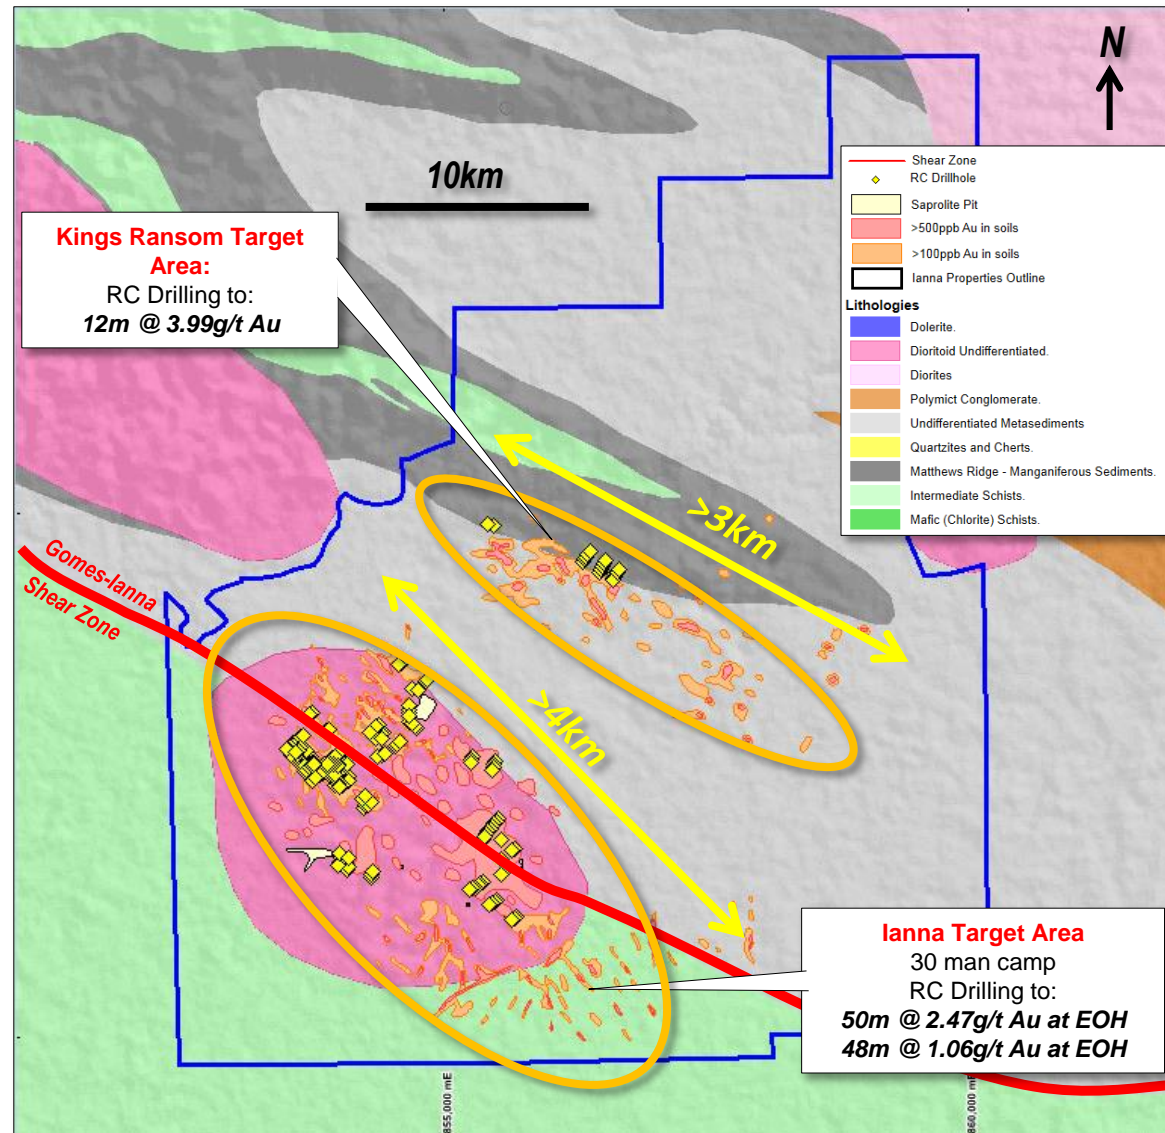 N
10km
Shear Zone
RC Drillhole
Saprolite Pit
>500ppb Au in soils
>100ppb Au in soils
Ianna Properties Outline
Lithologies
Dolerite.
Dioritoid Undifferentiated.
Diorites
Polymict Conglomerate.
Undifferentiated Metasediments
Quartzites and Cherts.
Matthews Ridge - Manganiferous Sediments.
Intermediate Schists.
Mafic (Chlorite) Schists.
Kings Ransom Target
Area:
RC Drilling to:
12m @ 3.99g/t Au
>3km
Gomes-Ianna
Shear Zone
>4km
Ianna Target Area
30 man camp
RC Drilling to:
50m @ 2.47g/t Au at EOH
48m @ 1.06g/t Au at EOH
855,000 mE
860,000 mE